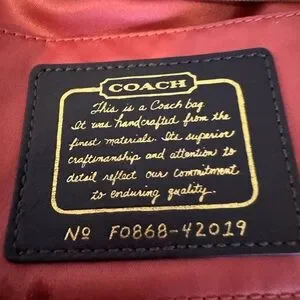 COACH
This is a Coach bag.
It was handcrafted from the
finest materials. Its superior
craftsmanship and attention to
detail reflect our commitment
to enduring quality.
Nº F0868-42019